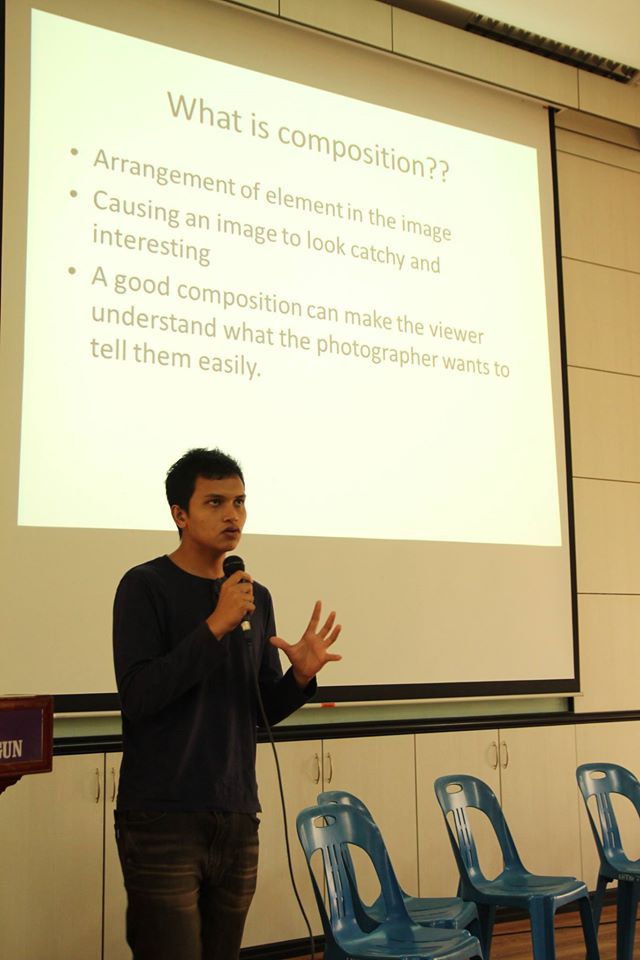 What is composition??
• Arrangement of element in the image
• Causing an image to look catchy and
interesting
• A good composition can make the viewer
understand what the photographer wants to
tell them easily.
GUN